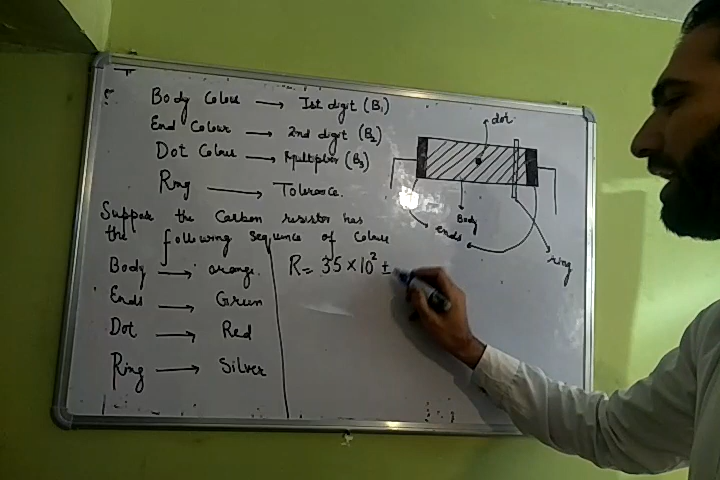 Body Colour → Ist digit (B1)
End Colour → 2nd digit (B2)
Dot Colour → Multiplier (B3)
Ring → Tolerance.
Suppose the Carbon resistor has
the following sequence of colour
Body → orange.
Ends → Green
Dot → Red
Ring → Silver
R = 35 × 10² ±
dot
Body
ends
ring